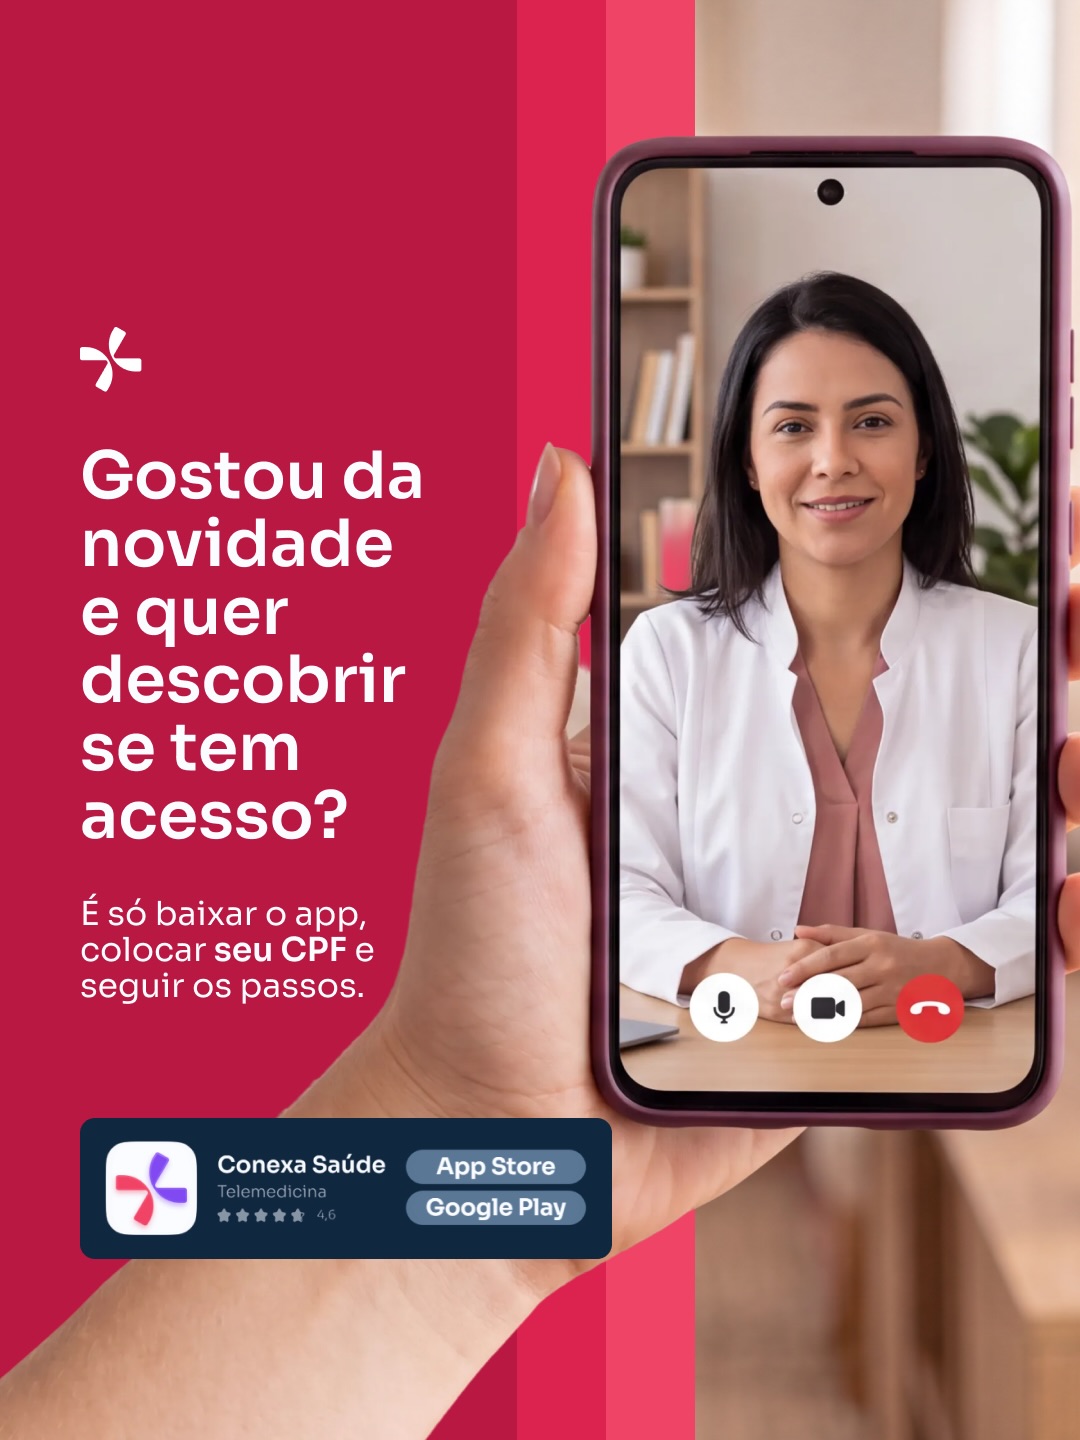 Gostou da
novidade
e quer
descobrir
se tem
acesso?
É só baixar o app,
colocar seu CPF e
seguir os passos.
Conexa Saúde
Telemedicina
4,6
App Store
Google Play